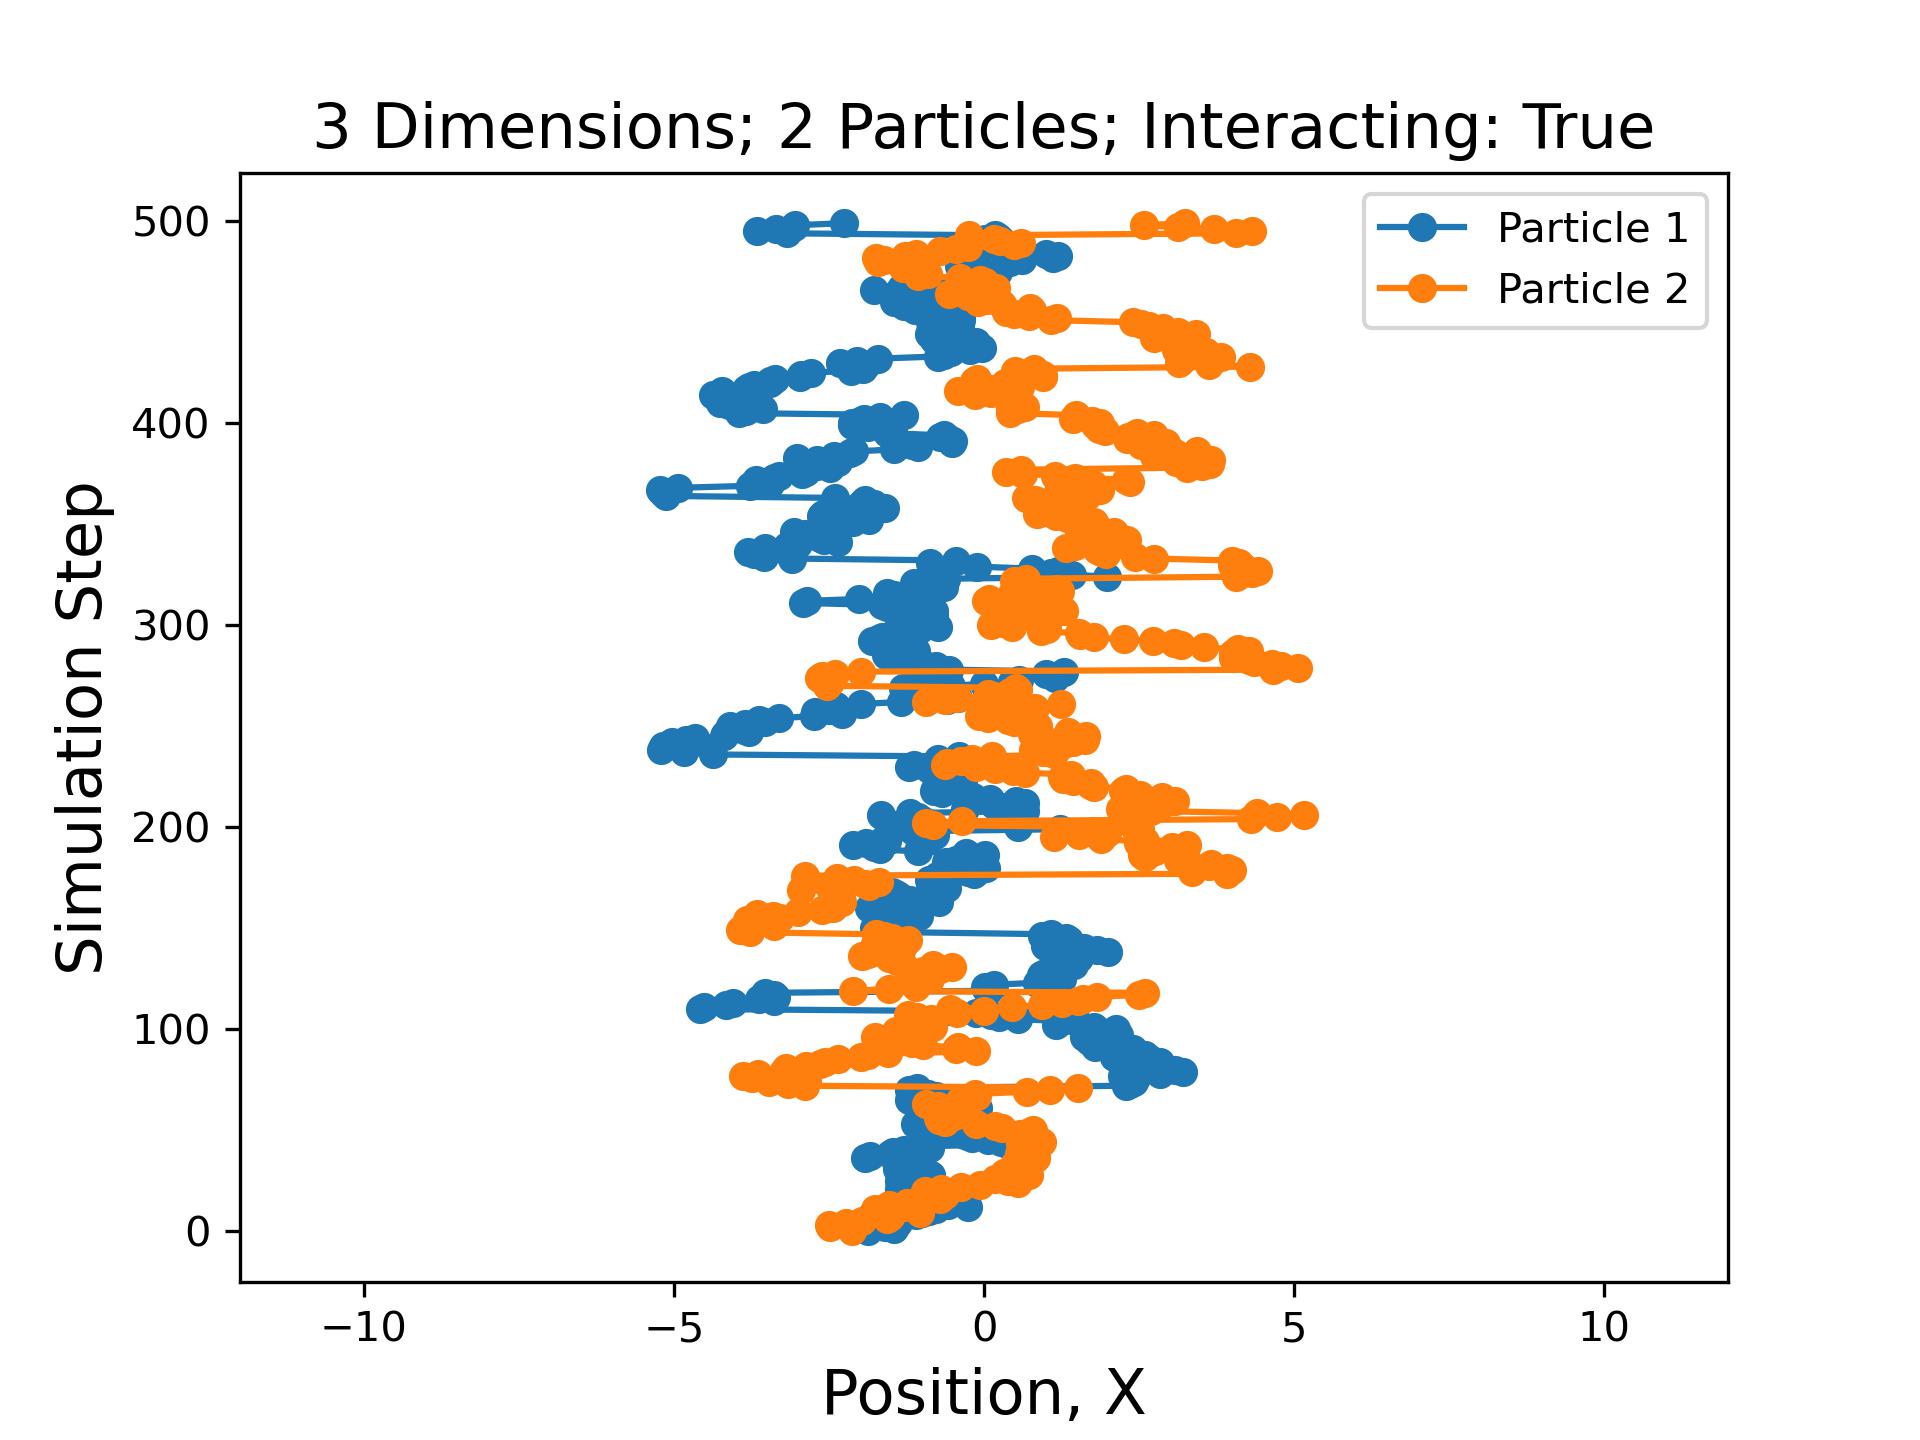 3 Dimensions; 2 Particles; Interacting: True
Particle 1
Particle 2
500
400
300
200
100
0
Simulation Step
−10
−5
0
5
10
Position, X